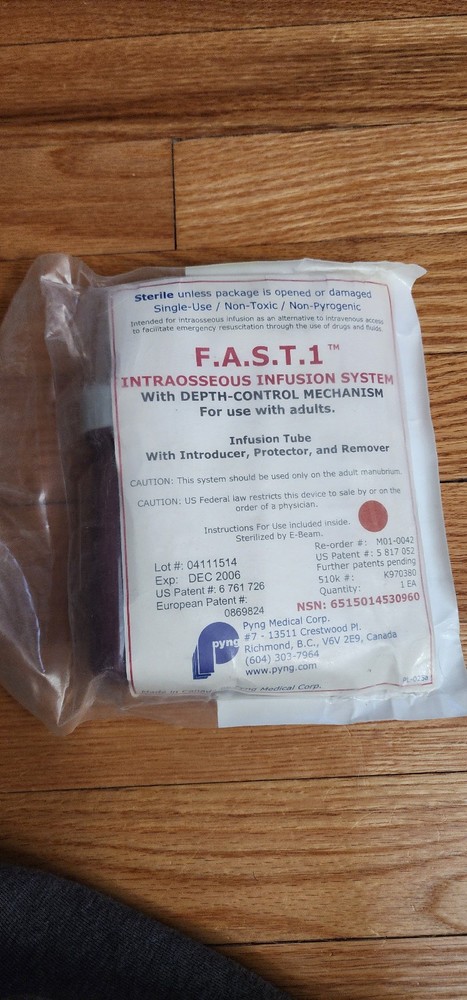 Sterile unless package is opened or damaged
Single-Use / Non-Toxic / Non-Pyrogenic
Intended for intraosseous infusion as an alternative to intravenous access
to facilitate emergency resuscitation through the use of drugs and fluids.
F.A.S.T.1™
INTRAOSSEOUS INFUSION SYSTEM
With DEPTH-CONTROL MECHANISM
For use with adults.
Infusion Tube
With Introducer, Protector, and Remover
CAUTION: This system should be used only on the adult manubrium.
CAUTION: US Federal law restricts this device to sale by or on the
order of a physician.
Instructions For Use included inside.
Sterilized by E-Beam.
Lot #: 04111514
Exp: DEC 2006
US Patent #: 6 761 726
European Patent #:
0869824
Re-order #: M01-0042
US Patent #: 5 817 052
Further patents pending
510k #: K970380
Quantity: 1 EA
NSN: 6515014530960
pyng
Pyng Medical Corp.
#7 - 13511 Crestwood Pl.
Richmond, B.C., V6V 2E9, Canada
(604) 303-7964
www.pyng.com
Made in Pyng Medical Corp.